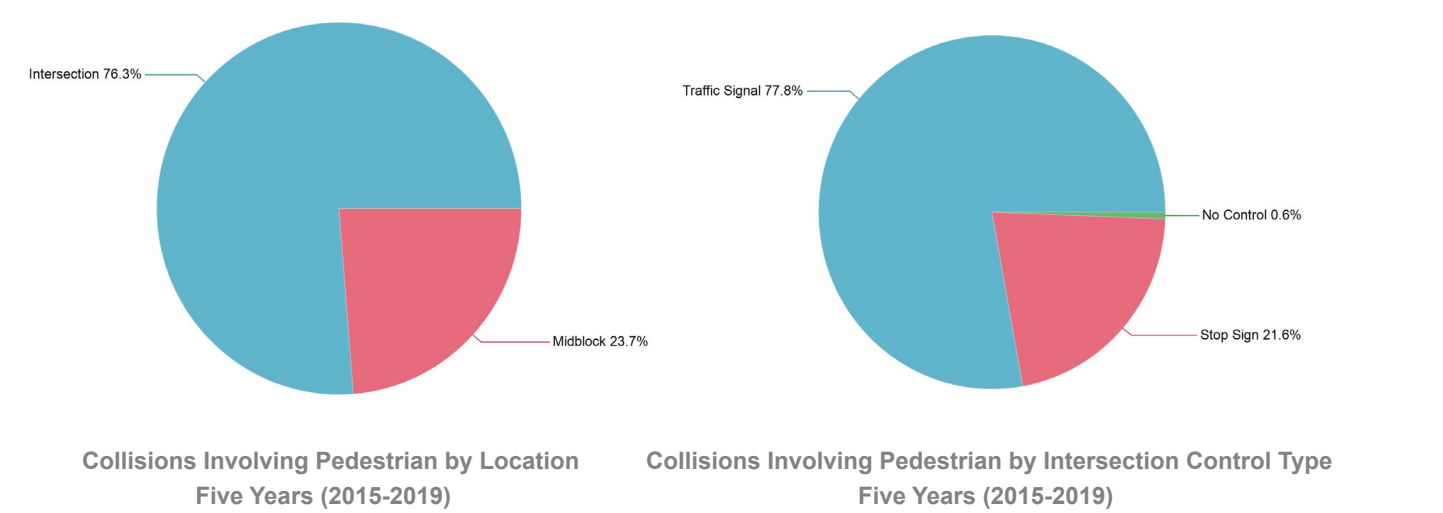 Intersection 76.3%
Midblock 23.7%
Collisions Involving Pedestrian by Location
Five Years (2015-2019)
Traffic Signal 77.8%
No Control 0.6%
Stop Sign 21.6%
Collisions Involving Pedestrian by Intersection Control Type
Five Years (2015-2019)